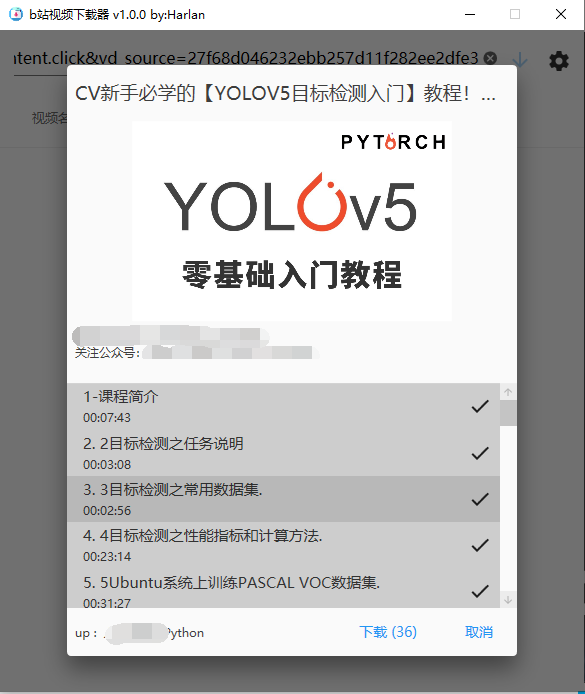 b站视频下载器 v1.0.0 by:Harlan
ntent.click&vd_source=27f68d046232ebb257d11f282ee2dfe3
视频名
CV新手必学的【YOLOV5目标检测入门】教程！...
PYTORCH
YOLOv5
零基础入门教程
关注公众号：
1-课程简介
00:07:43
2. 2目标检测之任务说明
00:03:08
3. 3目标检测之常用数据集.
00:02:56
4. 4目标检测之性能指标和计算方法.
00:23:14
5. 5Ubuntu系统上训练PASCAL VOC数据集.
00:31:27
up： Python
下载 (36)
取消